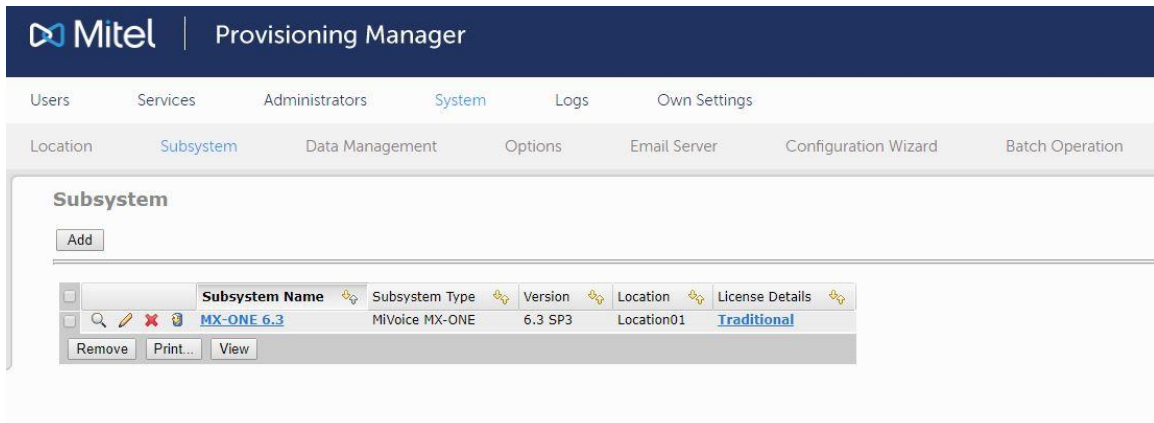 Mitel | Provisioning Manager
Users Services Administrators System Logs Own Settings
Location Subsystem Data Management Options Email Server Configuration Wizard Batch Operation
Subsystem
Add
Subsystem Name Subsystem Type Version Location License Details
MX-ONE 6.3 MiVoice MX-ONE 6.3 SP3 Location01 Traditional
Remove Print... View